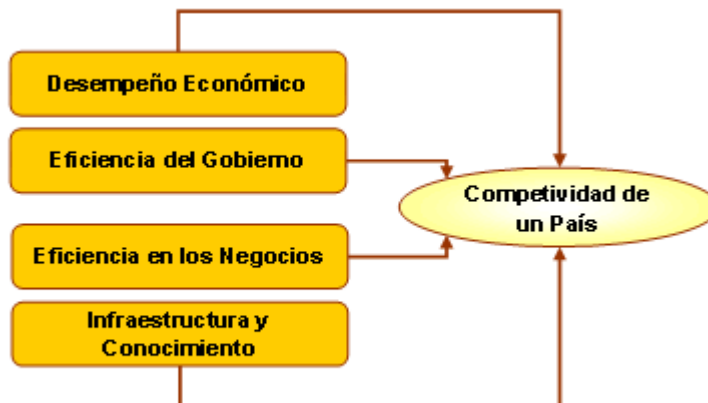 Desempeño Económico
Eficiencia del Gobierno
Competividad de
un País
Eficiencia en los Negocios
Infraestructura y
Conocimiento